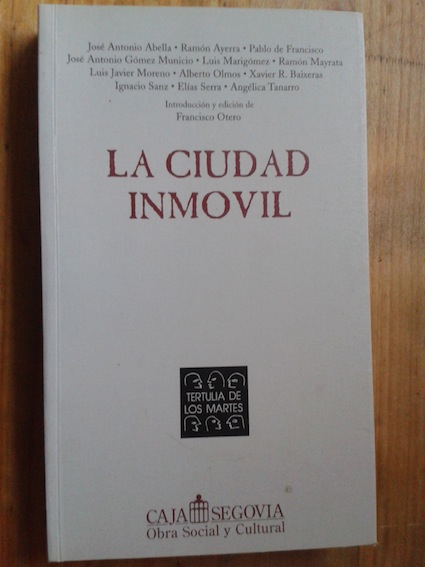 José Antonio Abella • Ramón Ayerra • Pablo de Francisco
José Antonio Gómez Municio • Luis Marigómez • Ramón Mayrata
Luis Javier Moreno • Alberto Olmos • Xavier R. Baixeras
Ignacio Sanz • Elías Serra • Angélica Tanarro
Introducción y edición de
Francisco Otero
LA CIUDAD
INMOVIL
TERTULIA DE
LOS MARTES
CAJA SEGOVIA
Obra Social y Cultural